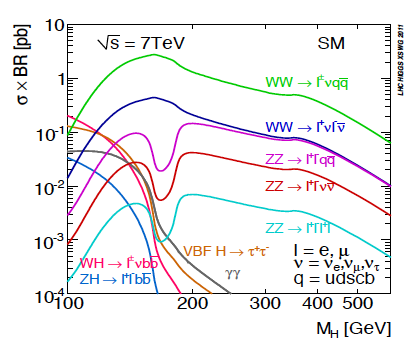 σ × BR [pb]
LHC HIGGS XS WG 2011
10
1
10⁻¹
10⁻²
10⁻³
10⁻⁴
√s = 7TeV
SM
WW → l±νqq̄
WW → l⁺νl⁻ν̄
ZZ → l⁺l⁻qq̄
ZZ → l⁺l⁻νν̄
ZZ → l⁺l⁻l⁺l⁻
WH → l±νbb̄
VBF H → τ⁺τ⁻
ZH → l⁺l⁻bb̄
γγ
l = e, μ
ν = νe,νμ,ντ
q = udscb
100 200 300 400 500
M_H [GeV]